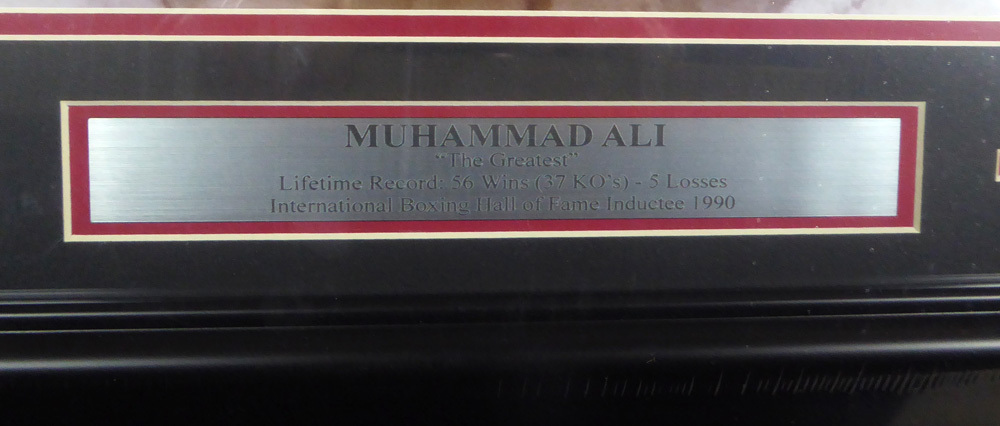 MUHAMMAD ALI
“The Greatest”
Lifetime Record: 56 Wins (37 KO's) - 5 Losses
International Boxing Hall of Fame Inductee 1990